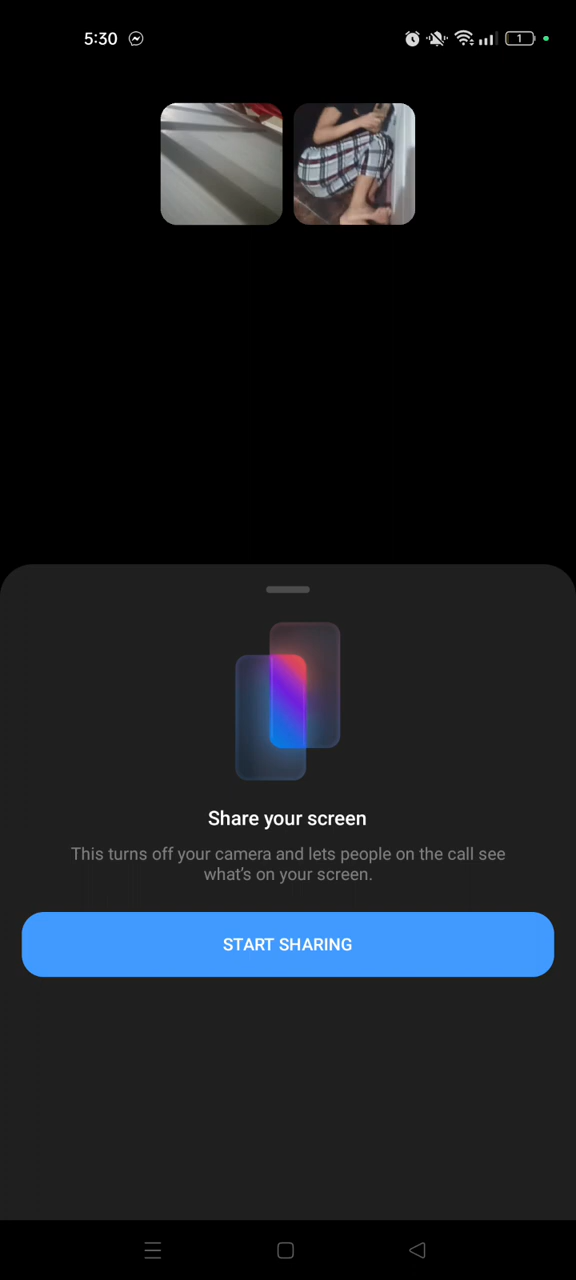 5:30
1
Share your screen
This turns off your camera and lets people on the call see
what's on your screen.
START SHARING